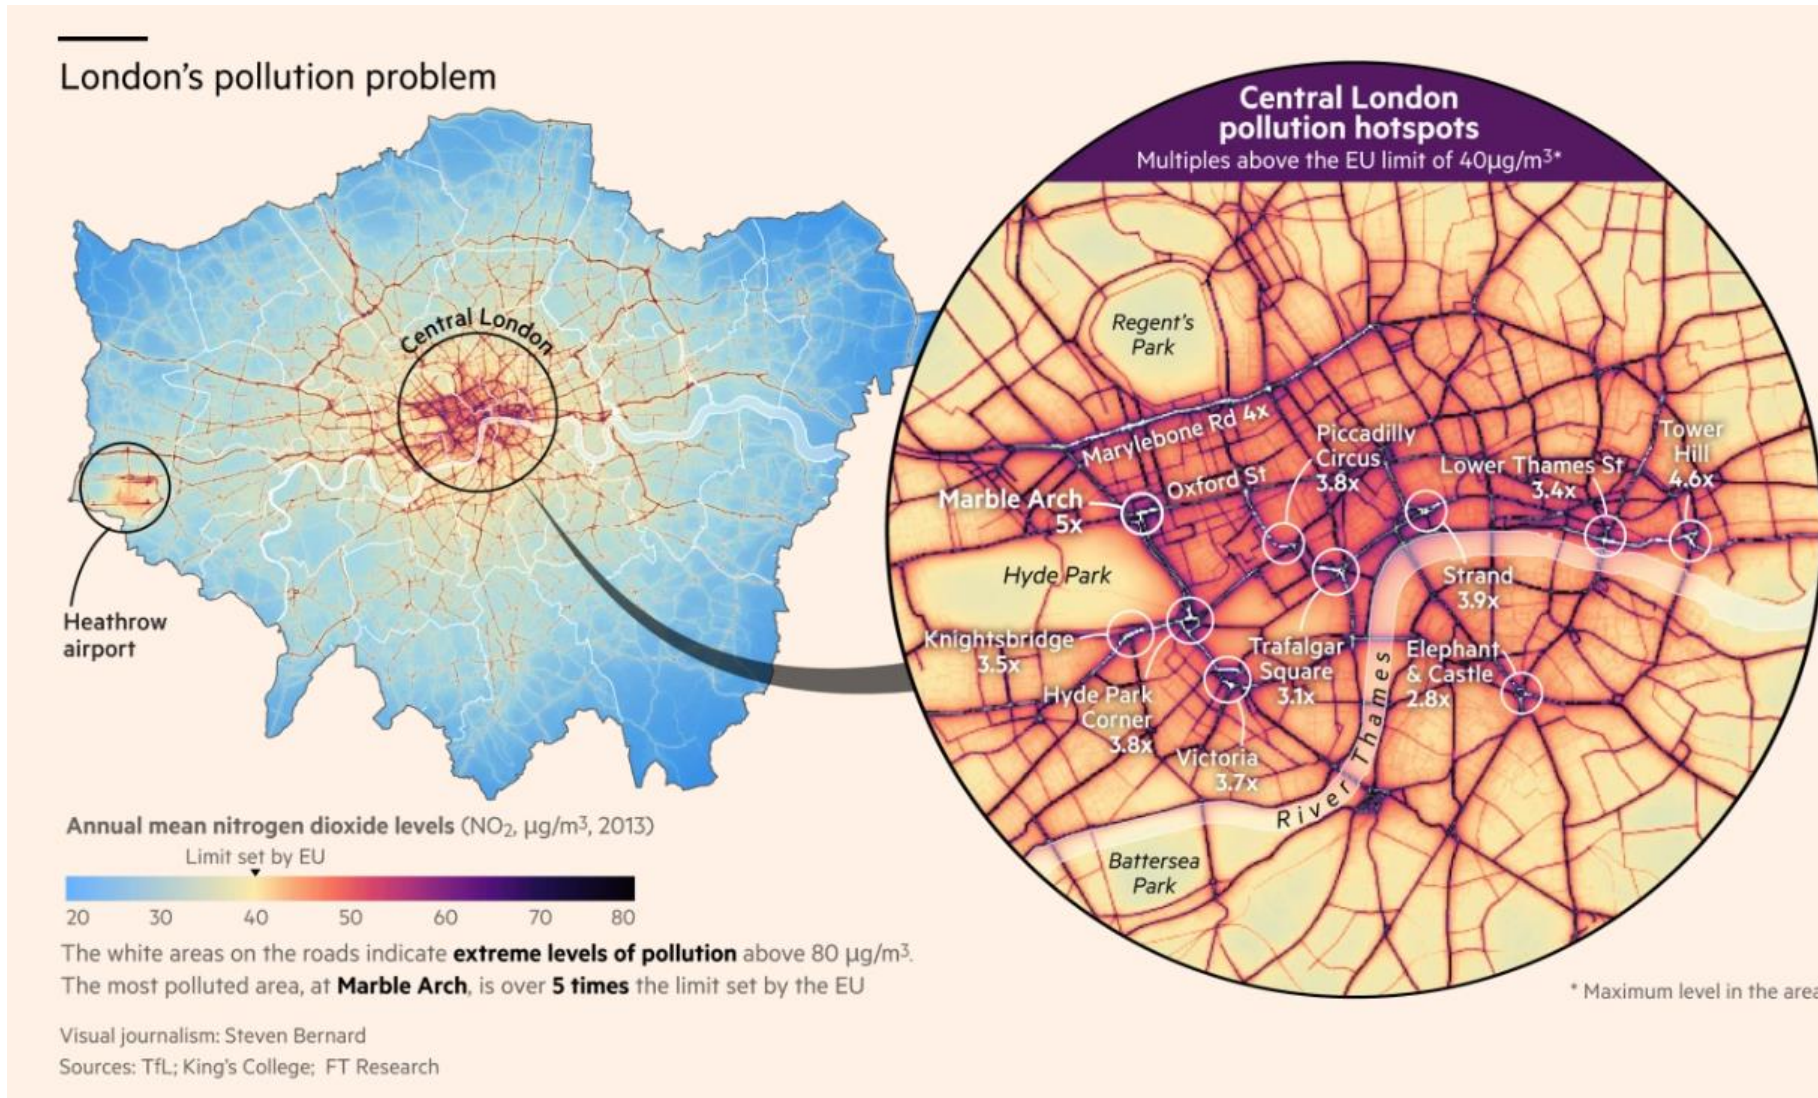 London's pollution problem
Central London
Heathrow
airport
Annual mean nitrogen dioxide levels (NO₂, µg/m³, 2013)
Limit set by EU
20 30 40 50 60 70 80
The white areas on the roads indicate extreme levels of pollution above 80 µg/m³.
The most polluted area, at Marble Arch, is over 5 times the limit set by the EU
Visual journalism: Steven Bernard
Sources: TfL; King's College; FT Research
Central London
pollution hotspots
Multiples above the EU limit of 40µg/m³*
Regent's
Park
Marylebone Rd 4x
Piccadilly
Circus
3.8x
Lower Thames St
3.4x
Tower
Hill
4.6x
Marble Arch
5x
Oxford St
Hyde Park
Strand
3.9x
Knightsbridge
3.5x
Trafalgar
Square
3.1x
Elephant
& Castle
2.8x
Hyde Park
Corner
3.8x
Victoria
3.7x
River Thames
Battersea
Park
* Maximum level in the area